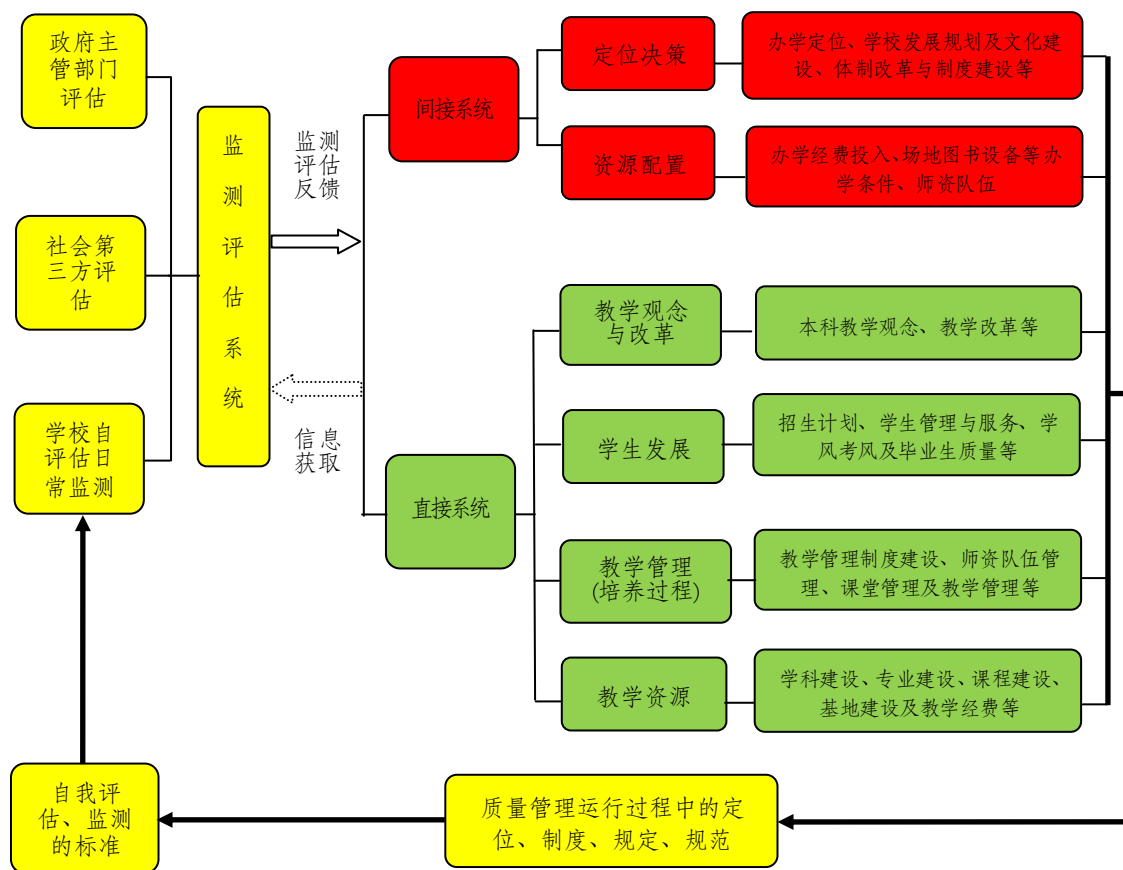 政府主
管部门
评估
社会第
三方评
估
学校自
评估日
常监测
监
测
评
估
系
统
监测
评估
反馈
信息
获取
间接系统
定位决策
办学定位、学校发展规划及文化建
设、体制改革与制度建设等
资源配置
办学经费投入、场地图书设备等办
学条件、师资队伍
直接系统
教学观念
与改革
本科教学观念、教学改革等
学生发展
招生计划、学生管理与服务、学
风考风及毕业生质量等
教学管理
(培养过程)
教学管理制度建设、师资队伍管
理、课堂管理及教学管理等
教学资源
学科建设、专业建设、课程建设、
基地建设及教学经费等
自我评
估、监测
的标准
质量管理运行过程中的定
位、制度、规定、规范